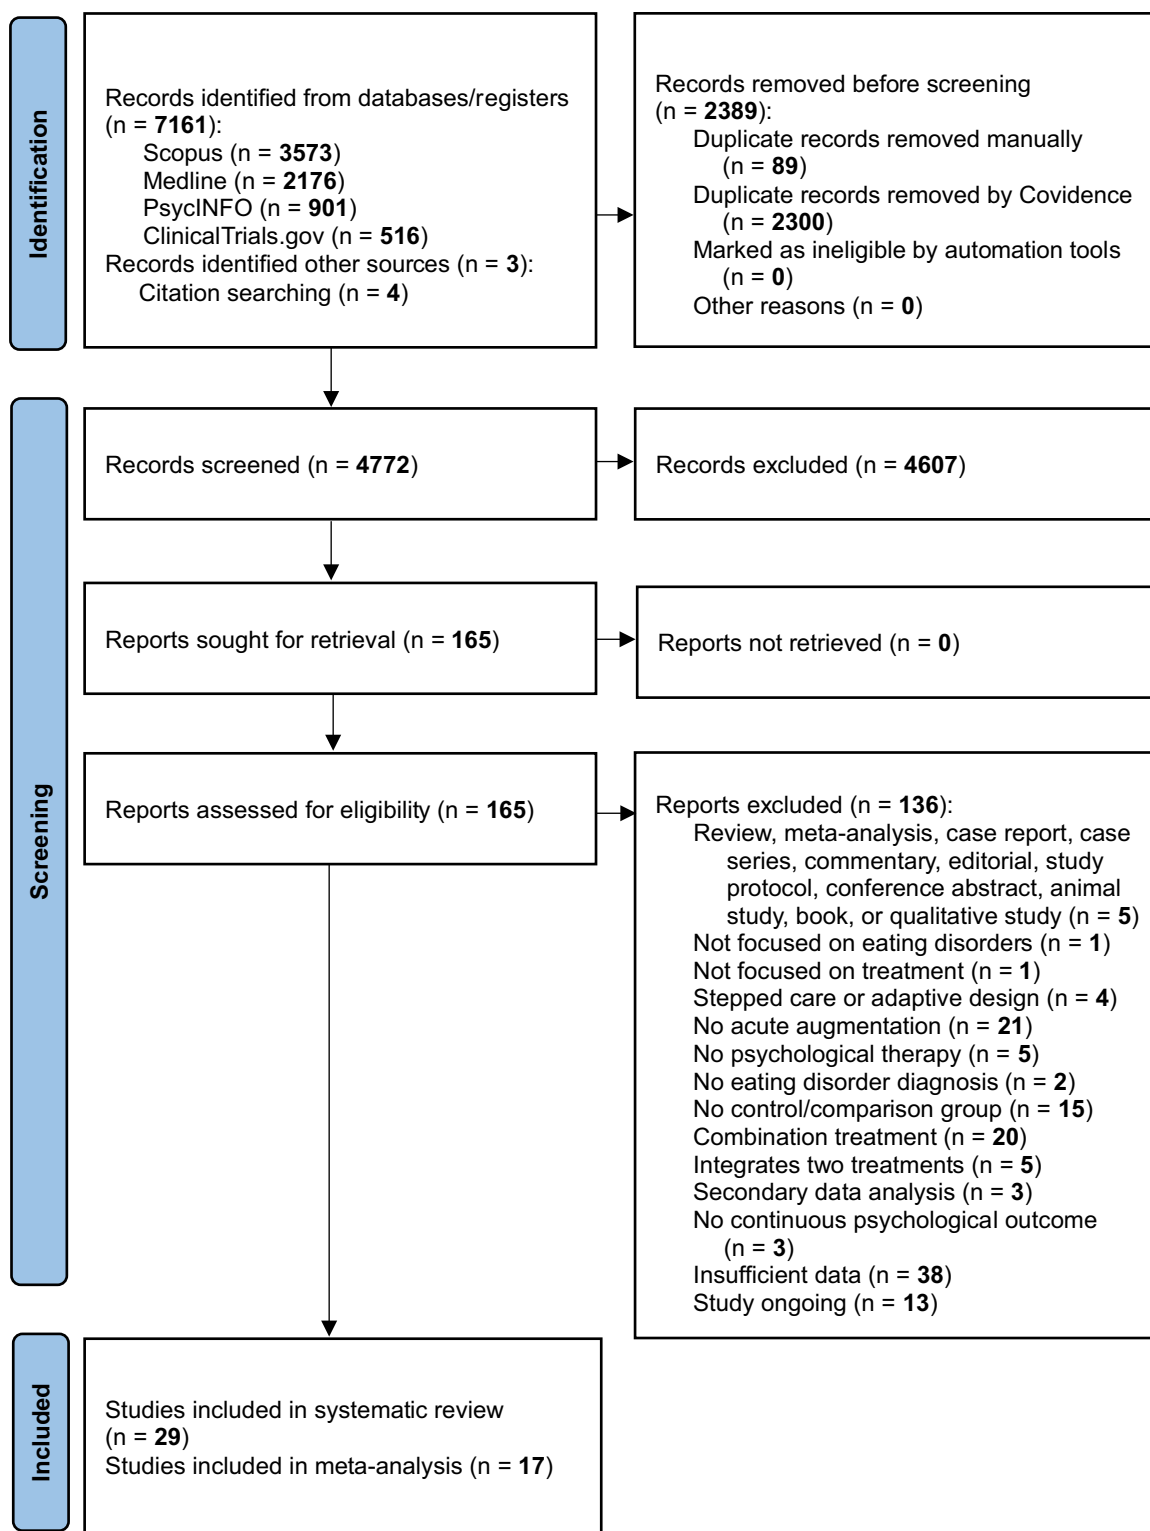 Identification
Records identified from databases/registers
(n = 7161):
Scopus (n = 3573)
Medline (n = 2176)
PsycINFO (n = 901)
ClinicalTrials.gov (n = 516)
Records identified other sources (n = 3):
Citation searching (n = 4)
Records removed before screening
(n = 2389):
Duplicate records removed manually
(n = 89)
Duplicate records removed by Covidence
(n = 2300)
Marked as ineligible by automation tools
(n = 0)
Other reasons (n = 0)
Screening
Records screened (n = 4772)
Records excluded (n = 4607)
Reports sought for retrieval (n = 165)
Reports not retrieved (n = 0)
Reports assessed for eligibility (n = 165)
Reports excluded (n = 136):
Review, meta-analysis, case report, case
series, commentary, editorial, study
protocol, conference abstract, animal
study, book, or qualitative study (n = 5)
Not focused on eating disorders (n = 1)
Not focused on treatment (n = 1)
Stepped care or adaptive design (n = 4)
No acute augmentation (n = 21)
No psychological therapy (n = 5)
No eating disorder diagnosis (n = 2)
No control/comparison group (n = 15)
Combination treatment (n = 20)
Integrates two treatments (n = 5)
Secondary data analysis (n = 3)
No continuous psychological outcome
(n = 3)
Insufficient data (n = 38)
Study ongoing (n = 13)
Included
Studies included in systematic review
(n = 29)
Studies included in meta-analysis (n = 17)